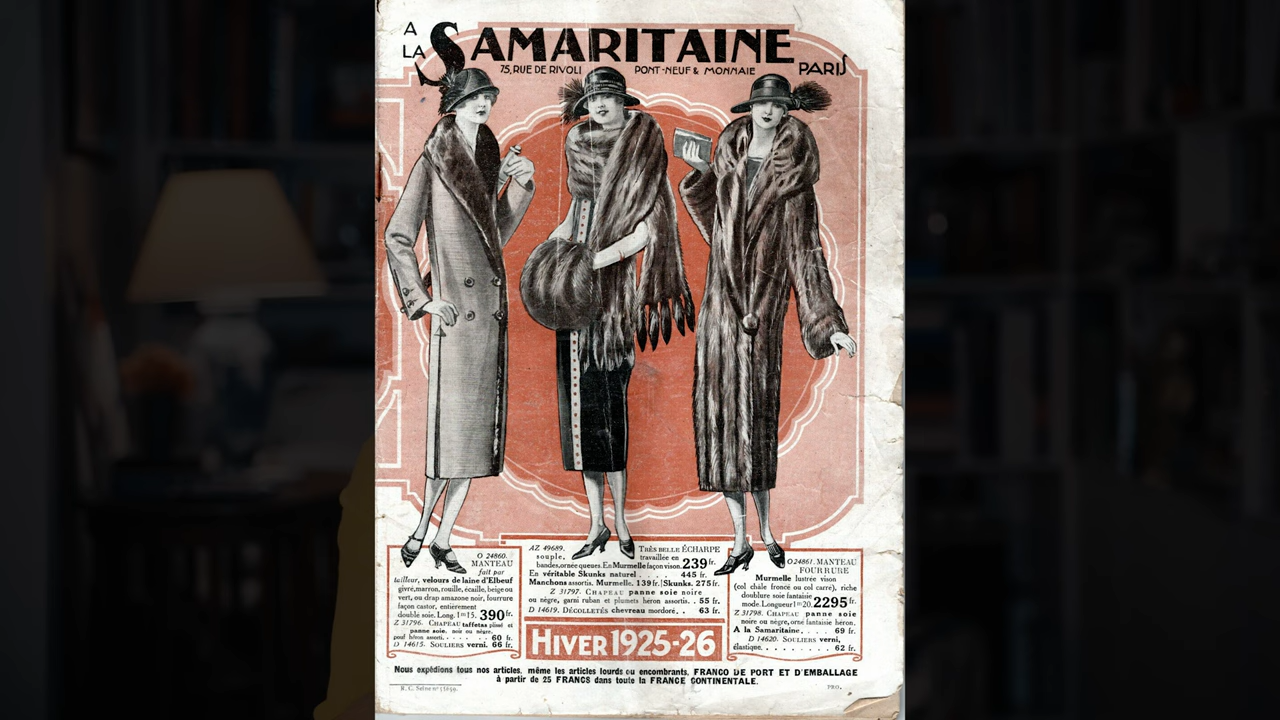 A
LA SAMARITAINE
75, RUE DE RIVOLI PONT-NEUF & MONNAIE PARIS
O 24860.
MANTEAU
fait par
tailleur, velours de laine d'Elbeuf
givre, marron, rouille, écaille, beige ou
vert, ou drap amazone noir, fourrure
façon castor, entièrement
double soie. Long. 1m15. 390 fr.
Z 31796. CHAPEAU taffetas plissé et
panne soie, noir ou nègre,
pouf héron assorti. . . . . . . . 60 fr.
D 14615. SOULIERS verni. 66 fr.
AZ 49689. TRÈS BELLE ÉCHARPE
souple, travaillée en
bandes, ornée queues. En Murmelle façon vison. 239 fr.
En véritable Skunks naturel . . . . 445 fr.
Manchons assortis. Murmelle. 139 fr. | Skunks. 275 fr.
Z 31797. CHAPEAU panne soie noire
ou nègre, garni ruban et plumets héron assortis. . 55 fr.
D 14619. DÉCOLLETÉS chevreau mordoré. . 63 fr.
HIVER 1925-26
O 24861. MANTEAU
FOURRURE
Murmelle lustrée vison
(col châle froncé ou col carré), riche
doublure soie fantaisie
mode. Longueur 1m20. 2295 fr.
Z 31798. CHAPEAU panne soie
noire ou nègre, orné fantaisie héron.
A la Samaritaine. . . . . 69 fr.
D 14620. SOULIERS verni,
élastique. . . . . . . . . . 62 fr.
Nous expédions tous nos articles, même les articles lourds ou encombrants, FRANCO DE PORT ET D'EMBALLAGE
à partir de 25 FRANCS dans toute la FRANCE CONTINENTALE.
R. C. Seine nº
PRO.